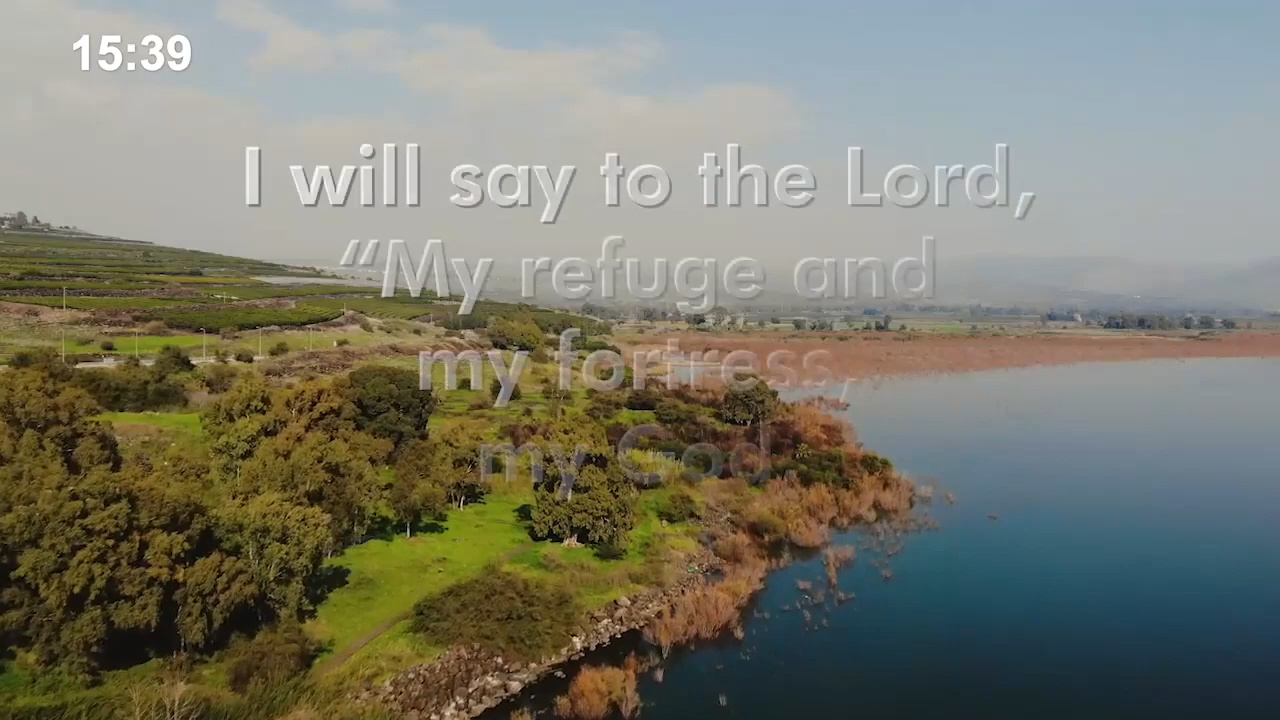 15:39
I will say to the Lord,
“My refuge and
my fortress,
my God